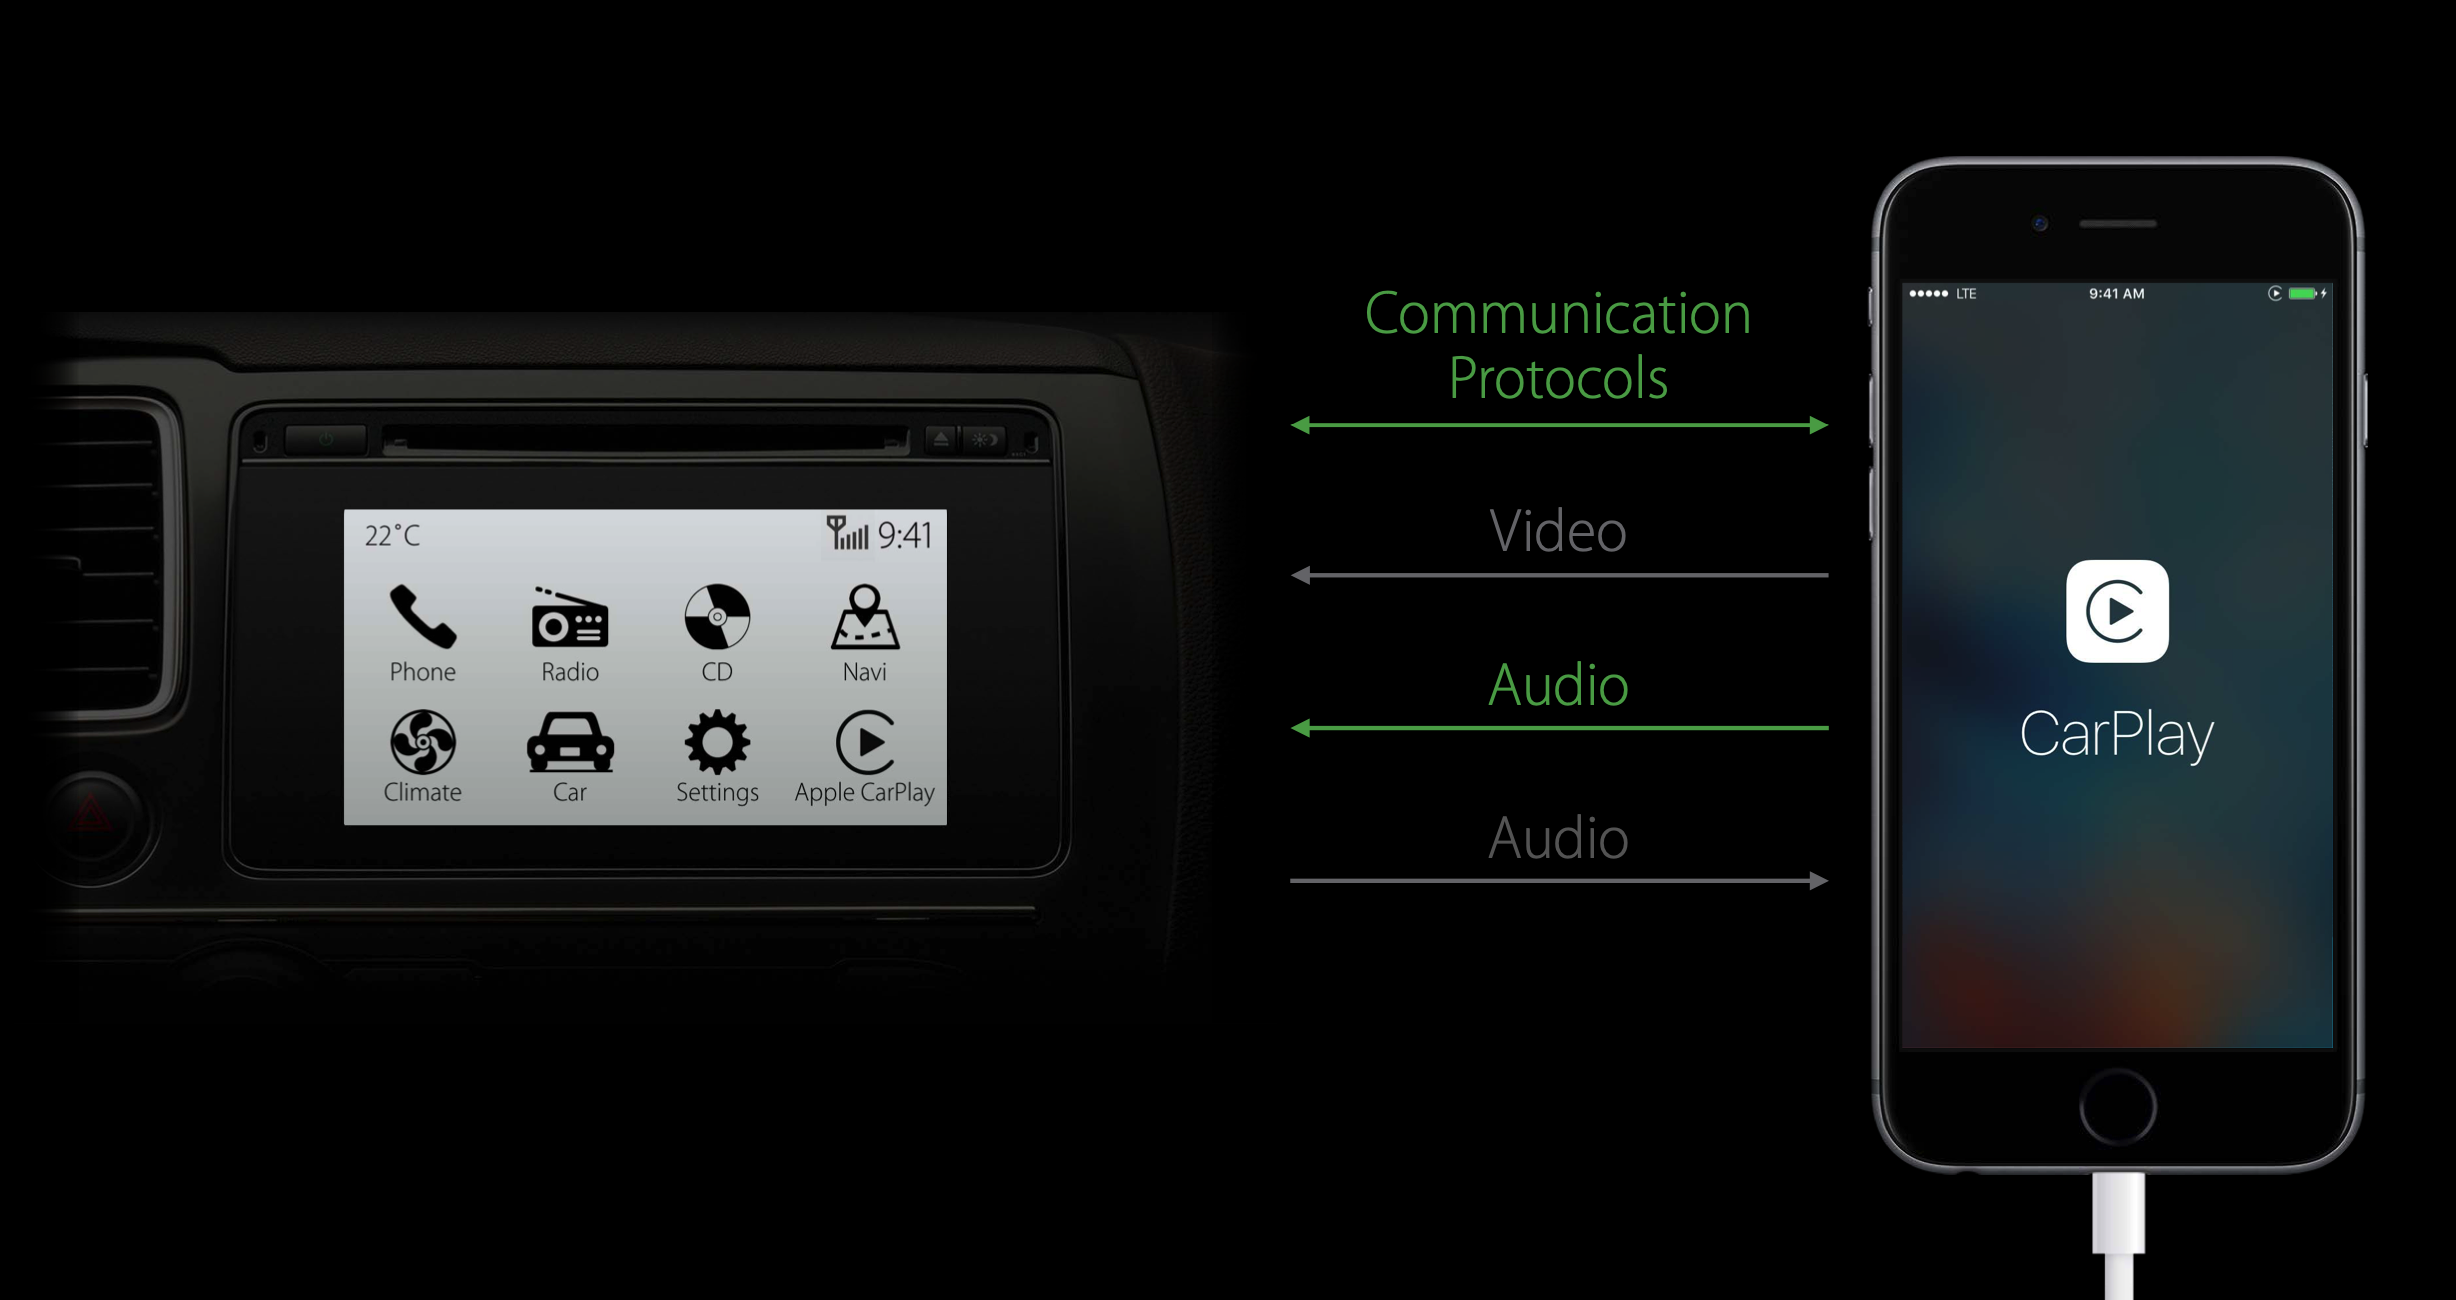 22°C
9:41
Phone
Radio
CD
Navi
Climate
Car
Settings
Apple CarPlay
Communication
Protocols
Video
Audio
Audio
LTE
9:41 AM
CarPlay